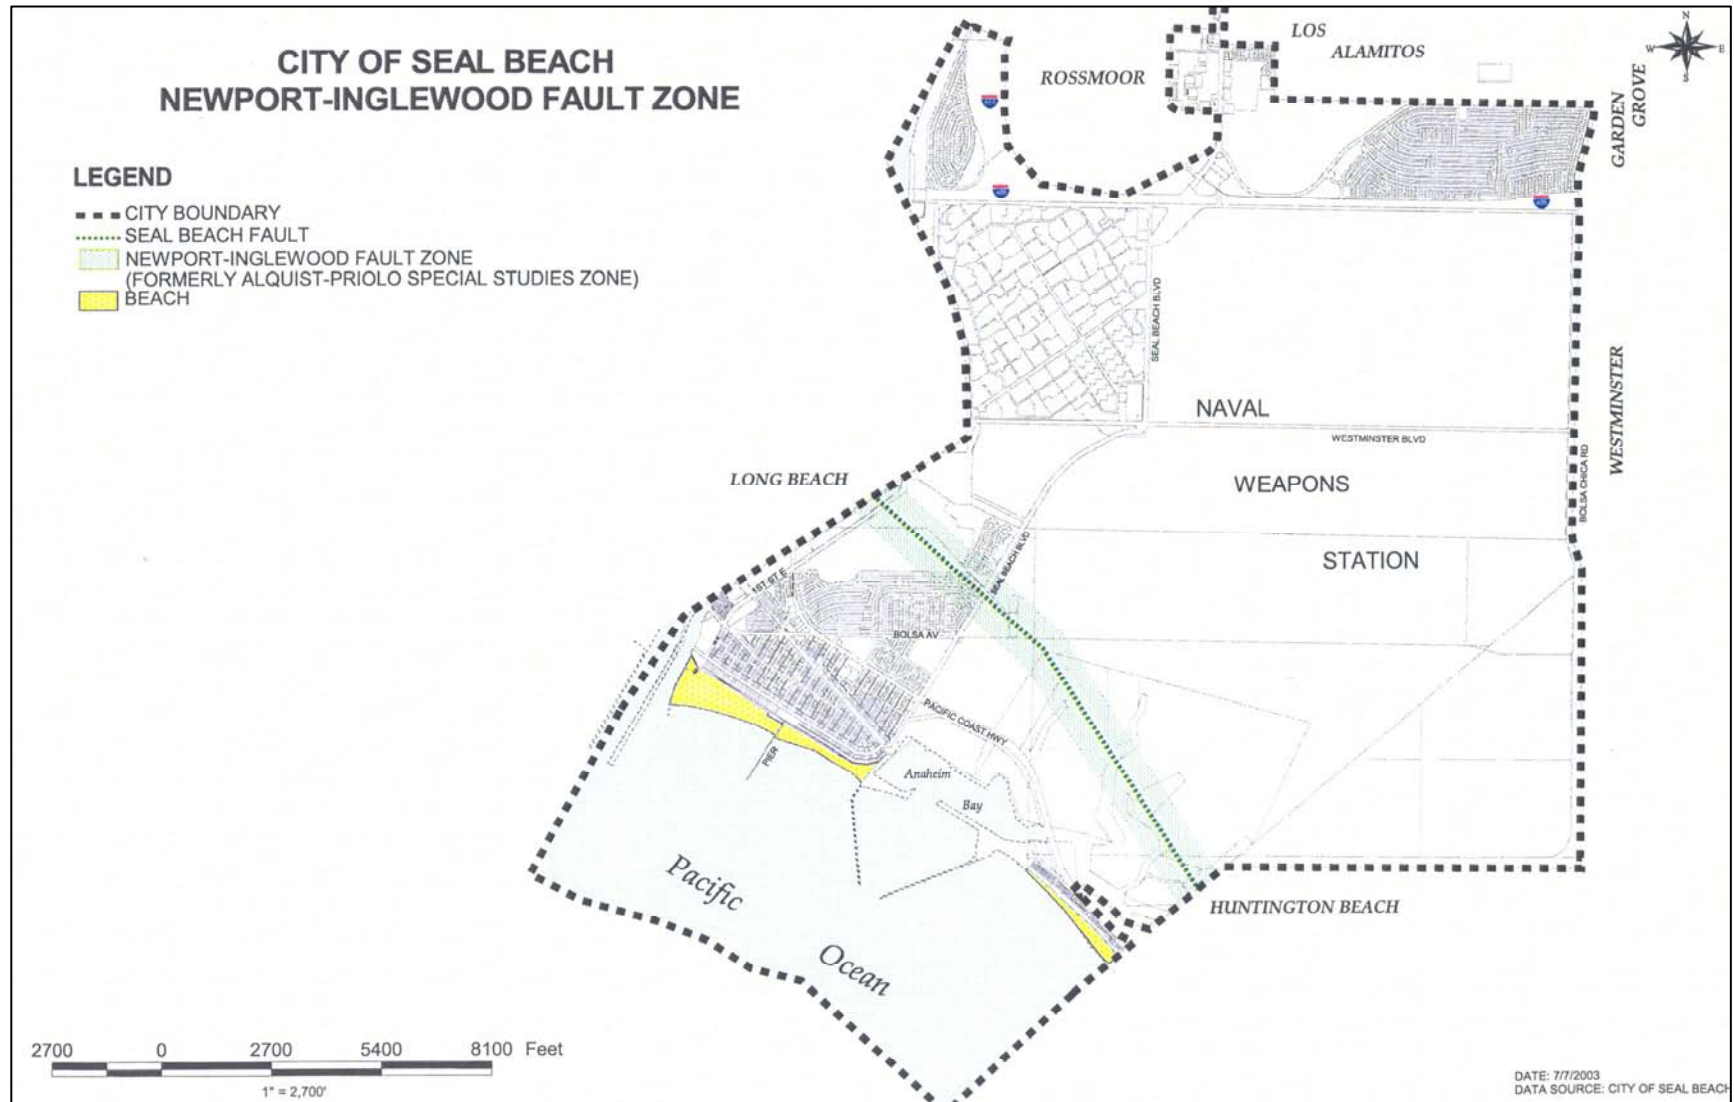 CITY OF SEAL BEACH
NEWPORT-INGLEWOOD FAULT ZONE
LEGEND
CITY BOUNDARY
SEAL BEACH FAULT
NEWPORT-INGLEWOOD FAULT ZONE
(FORMERLY ALQUIST-PRIOLO SPECIAL STUDIES ZONE)
BEACH
LOS
ALAMITOS
ROSSMOOR
GARDEN
GROVE
N
W
E
S
405
SEAL BEACH BLVD
NAVAL
WESTMINSTER BLVD
WESTMINSTER
LONG BEACH
WEAPONS
BOLSA CHICA RD
STATION
SEAL BEACH BLVD
1ST ST E
BOLSA AV
PACIFIC COAST HWY
PIER
Anaheim
Bay
Pacific
Ocean
HUNTINGTON BEACH
2700 0 2700 5400 8100 Feet
1" = 2,700'
DATE: 7/7/2003
DATA SOURCE: CITY OF SEAL BEACH